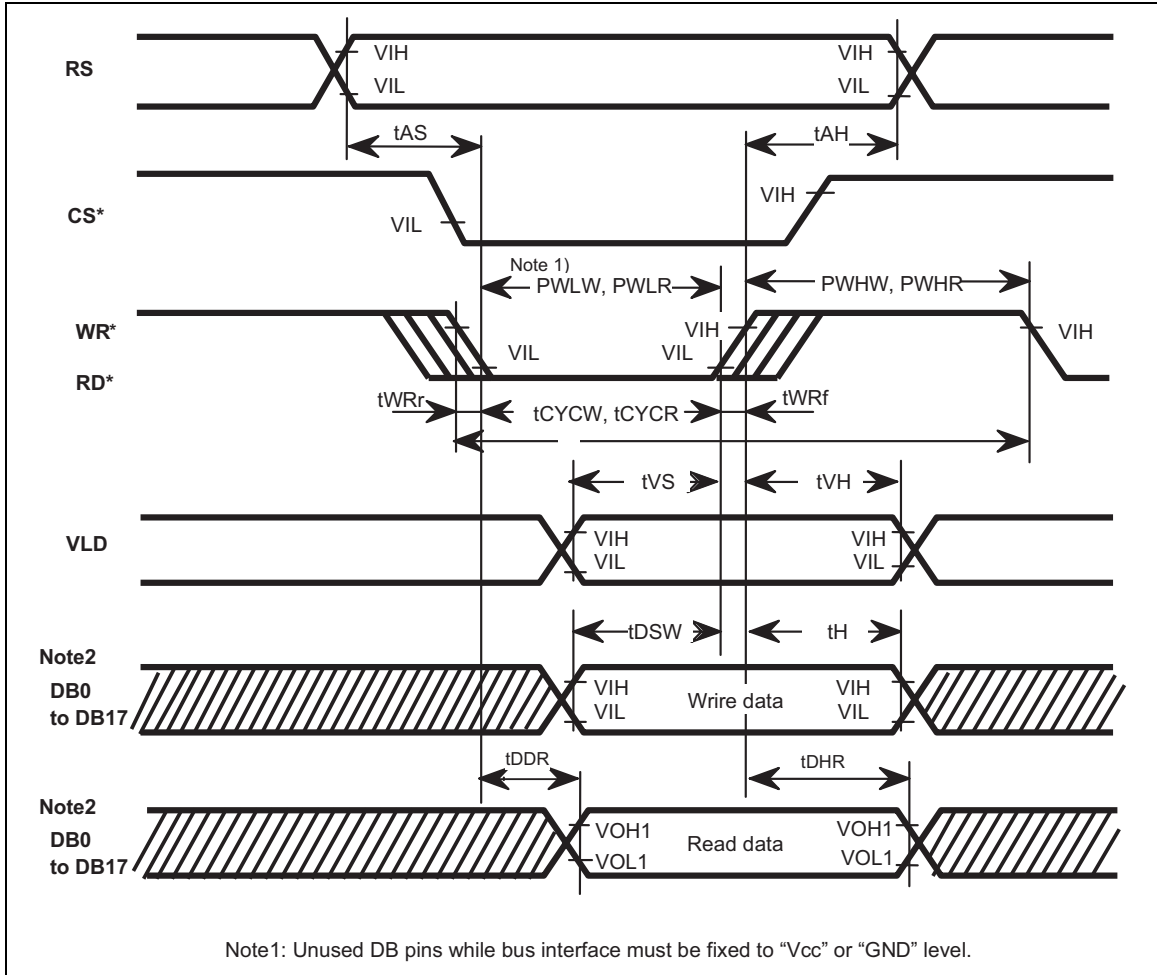 RS
VIH
VIH
VIL
VIL
tAS
tAH
CS*
VIL
VIH
Note 1)
PWLW, PWLR
PWHW, PWHR
WR*
VIH
VIH
VIL
VIL
RD*
tWRr
tCYCW, tCYCR
tWRf
tVS
tVH
VLD
VIH
VIH
VIL
VIL
tDSW
tH
Note2
DB0
to DB17
VIH
Wrire data
VIH
VIL
VIL
tDDR
tDHR
Note2
DB0
to DB17
VOH1
Read data
VOH1
VOL1
VOL1
Note1: Unused DB pins while bus interface must be fixed to “Vcc” or “GND” level.